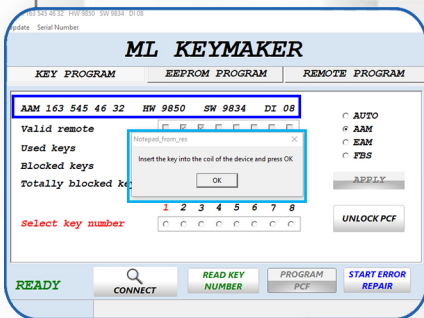 163 545 46 32 HW 9850 SW 9834 DI 08
pdate Serial Number
ML KEYMAKER
KEY PROGRAM EEPROM PROGRAM REMOTE PROGRAM
AAM 163 545 46 32 HW 9850 SW 9834 DI 08
Valid remote
Used keys
Blocked keys
Totally blocked ke
Notepad_from_res
Insert the key into the coil of the device and press OK
OK
AUTO
AAM
EAM
FBS
APPLY
1 2 3 4 5 6 7 8
Select key number
UNLOCK PCF
READY
CONNECT
READ KEY
NUMBER
PROGRAM
PCF
START ERROR
REPAIR